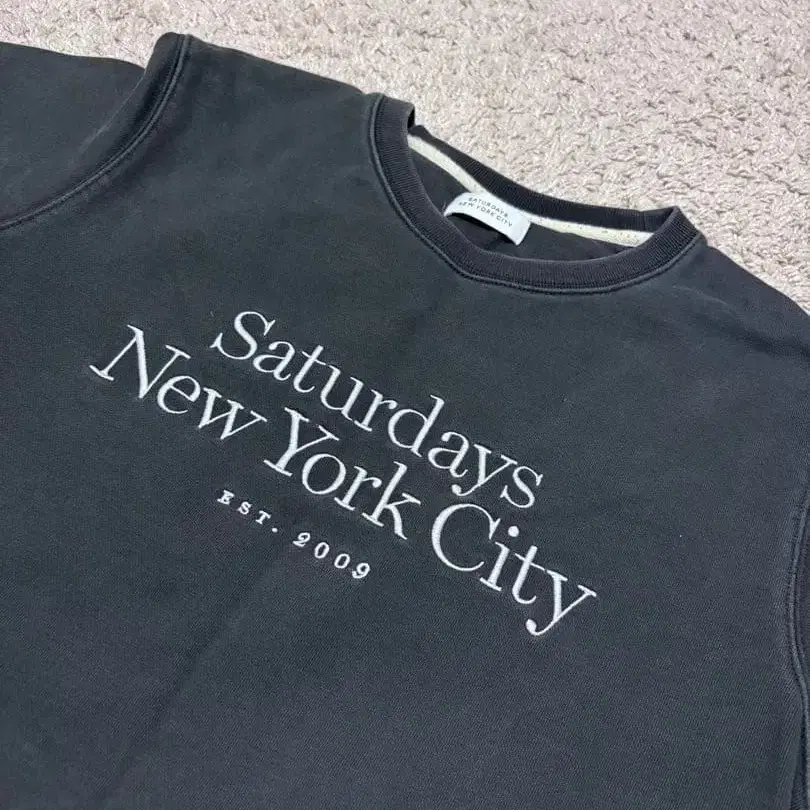 SATURDAYS
NEW YORK CITY
Saturdays
New York City
EST. 2009